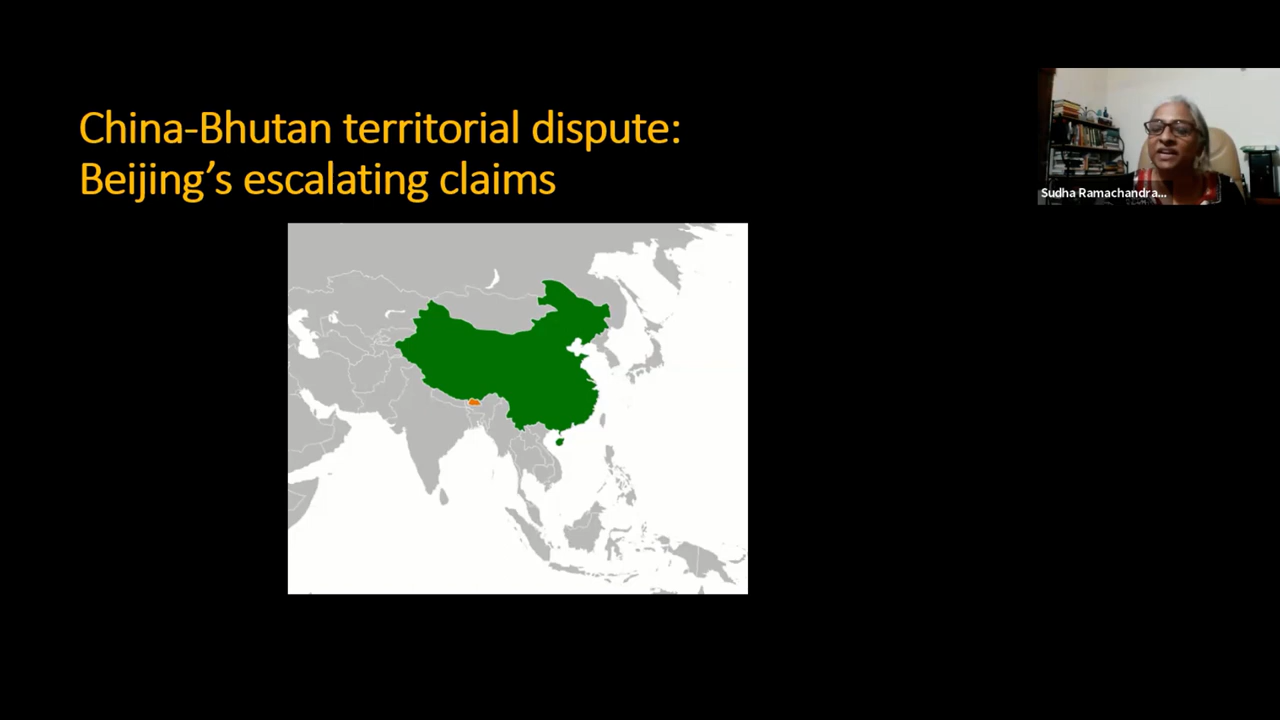 China-Bhutan territorial dispute:
Beijing’s escalating claims
Sudha Ramachandra...